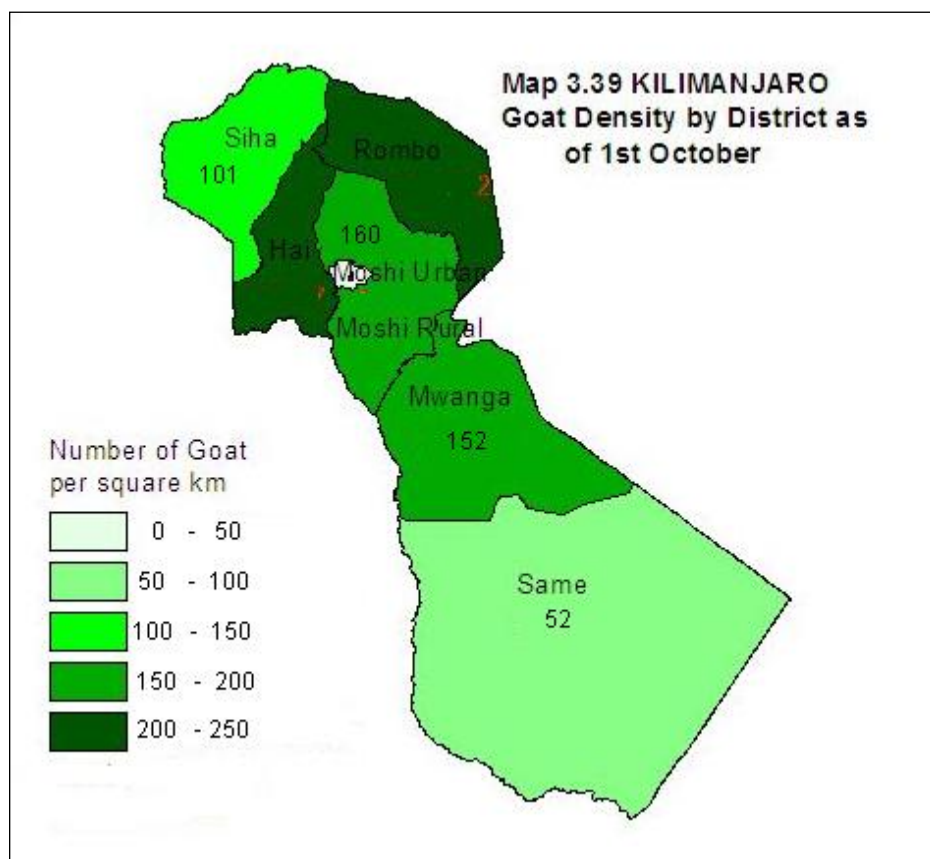 Map 3.39 KILIMANJARO
Goat Density by District as
of 1st October
Siha
101
Rombo
2
Hai
160
Moshi Urban
Moshi Rural
Mwanga
152
Same
52
Number of Goat
per square km
0 - 50
50 - 100
100 - 150
150 - 200
200 - 250